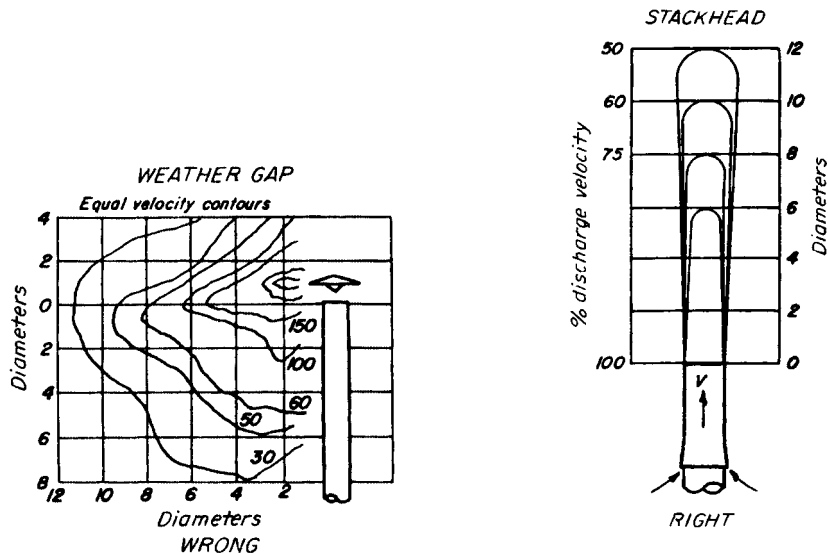 WEATHER GAP
Equal velocity contours
4
2
0
2
4
6
8
Diameters
150
100
60
50
30
12 10 8 6 4 2
Diameters
WRONG
STACKHEAD
50
60
75
100
% discharge velocity
12
10
8
6
4
2
0
Diameters
V
RIGHT